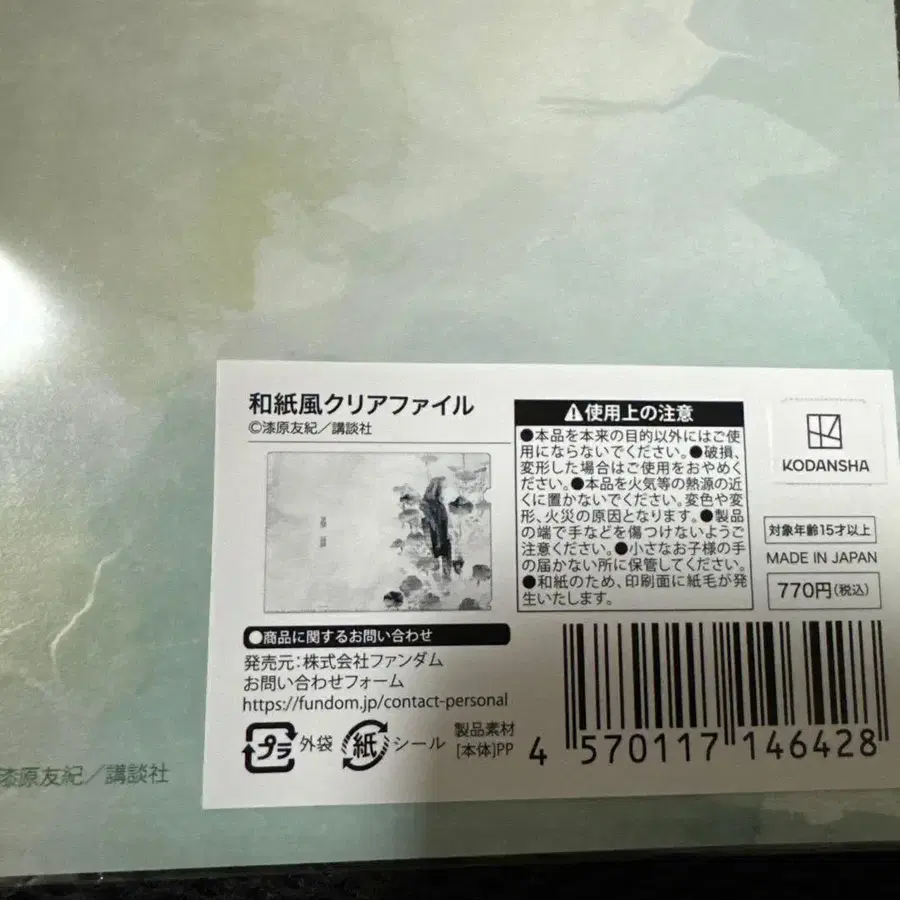 和紙風クリアファイル
©漆原友紀／講談社
⚠使用上の注意
●本品を本来の目的以外にはご使
用にならないでください。●破損、
変形した場合はご使用をおやめく
ださい。●本品を火気等の熱源の近
くに置かないでください。変色や変
形、火災の原因となります。●製品
の端で手などを傷つけないようご
注意ください。●小さなお子様の手
の届かない所に保管してください。
●和紙のため、印刷面に紙毛が発
生いたします。
KODANSHA
対象年齢15才以上
MADE IN JAPAN
770円(税込)
●商品に関するお問い合わせ
発売元:株式会社ファンダム
お問い合わせフォーム
https://fundom.jp/contact-personal
プラ 外袋 紙 シール
製品素材
[本体]PP
4 570117 146428
漆原友紀／講談社